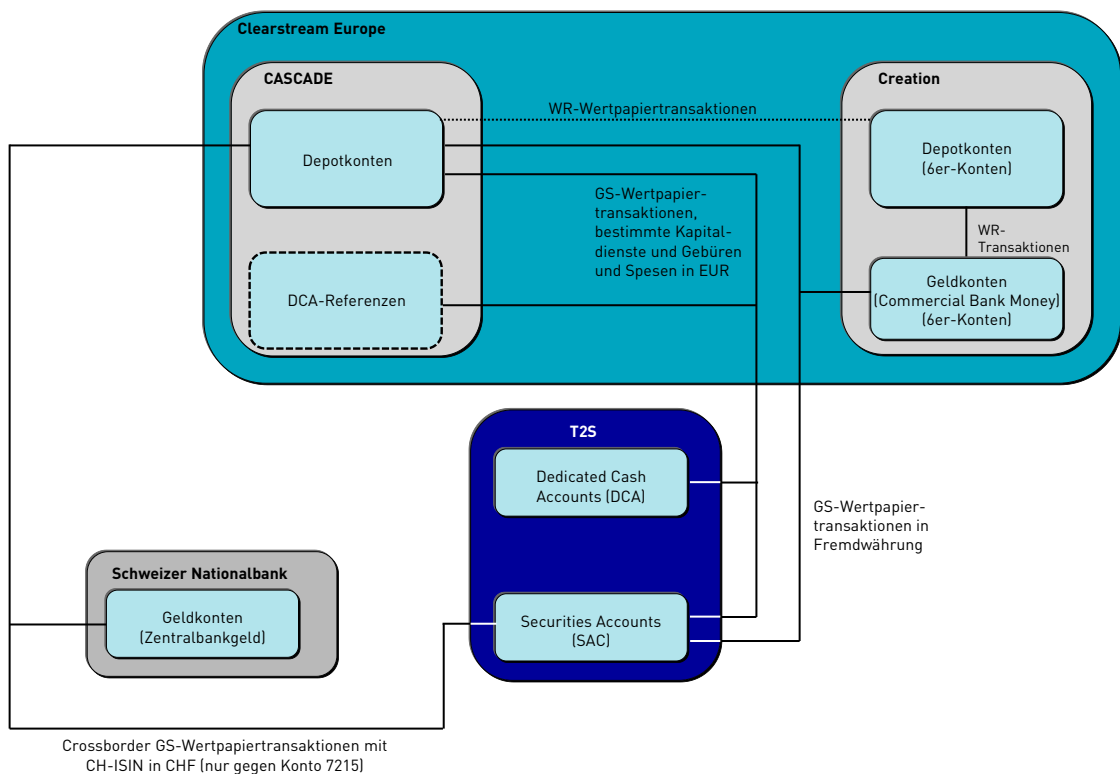 Clearstream Europe
CASCADE
Creation
WR-Wertpapiertransaktionen
Depotkonten
Depotkonten
(6er-Konten)
GS-Wertpapier-
transaktionen,
bestimmte Kapital-
dienste und Gebüren
und Spesen in EUR
WR-
Transaktionen
DCA-Referenzen
Geldkonten
(Commercial Bank Money)
(6er-Konten)
T2S
Dedicated Cash
Accounts (DCA)
GS-Wertpapier-
transaktionen in
Fremdwährung
Schweizer Nationalbank
Geldkonten
(Zentralbankgeld)
Securities Accounts
(SAC)
Crossborder GS-Wertpapiertransaktionen mit
CH-ISIN in CHF (nur gegen Konto 7215)